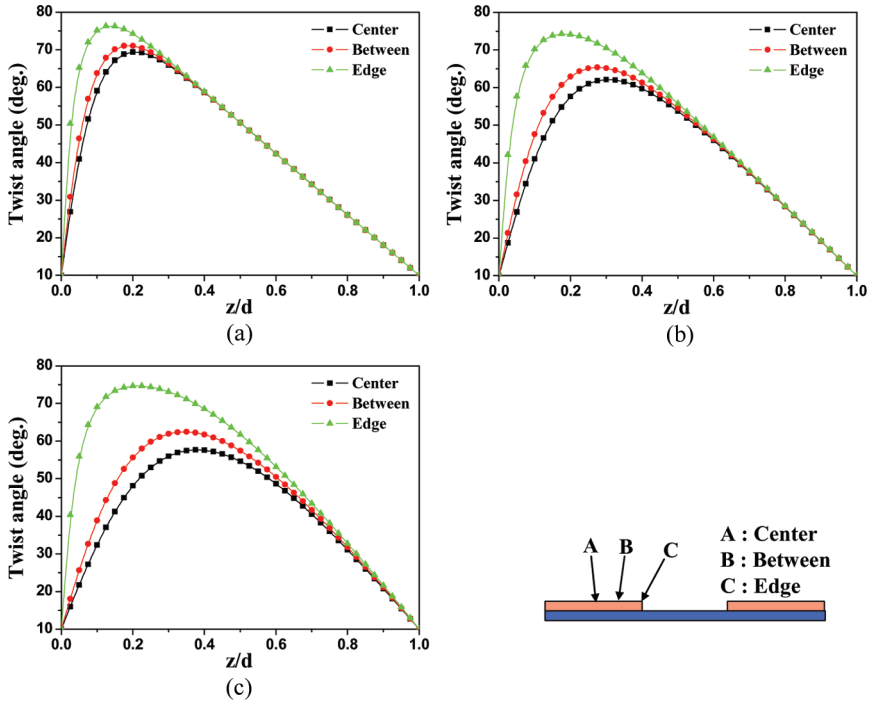 80
70
60
50
40
30
20
10
Twist angle (deg.)
Center
Between
Edge
0.0 0.2 0.4 0.6 0.8 1.0
z/d
(a)
80
70
60
50
40
30
20
10
Twist angle (deg.)
Center
Between
Edge
0.0 0.2 0.4 0.6 0.8 1.0
z/d
(b)
80
70
60
50
40
30
20
10
Twist angle (deg.)
Center
Between
Edge
0.0 0.2 0.4 0.6 0.8 1.0
z/d
(c)
A B C
A : Center
B : Between
C : Edge